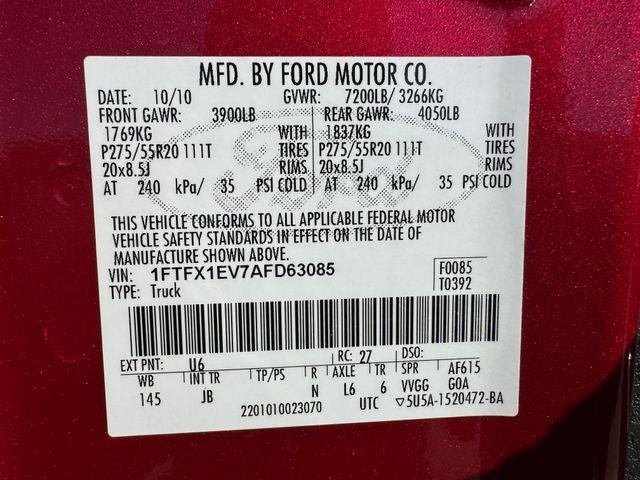 MFD. BY FORD MOTOR CO.
DATE: 10/10 GVWR: 7200LB/ 3266KG
FRONT GAWR: 3900LB REAR GAWR: 4050LB
1769KG WITH 1837KG WITH
P275/55R20 111T TIRES P275/55R20 111T TIRES
20x8.5J RIMS 20x8.5J RIMS
AT 240 kPa/ 35 PSI COLD AT 240 kPa/ 35 PSI COLD
THIS VEHICLE CONFORMS TO ALL APPLICABLE FEDERAL MOTOR
VEHICLE SAFETY STANDARDS IN EFFECT ON THE DATE OF
MANUFACTURE SHOWN ABOVE.
VIN: 1FTFX1EV7AFD63085 F0085
TYPE: Truck T0392
EXT PNT: U6 RC: 27 DSO:
WB INT TR TP/PS R AXLE TR SPR AF615
145 JB N L6 6 VVGG GOA
2201010023070 UTC ▽5U5A-1520472-BA